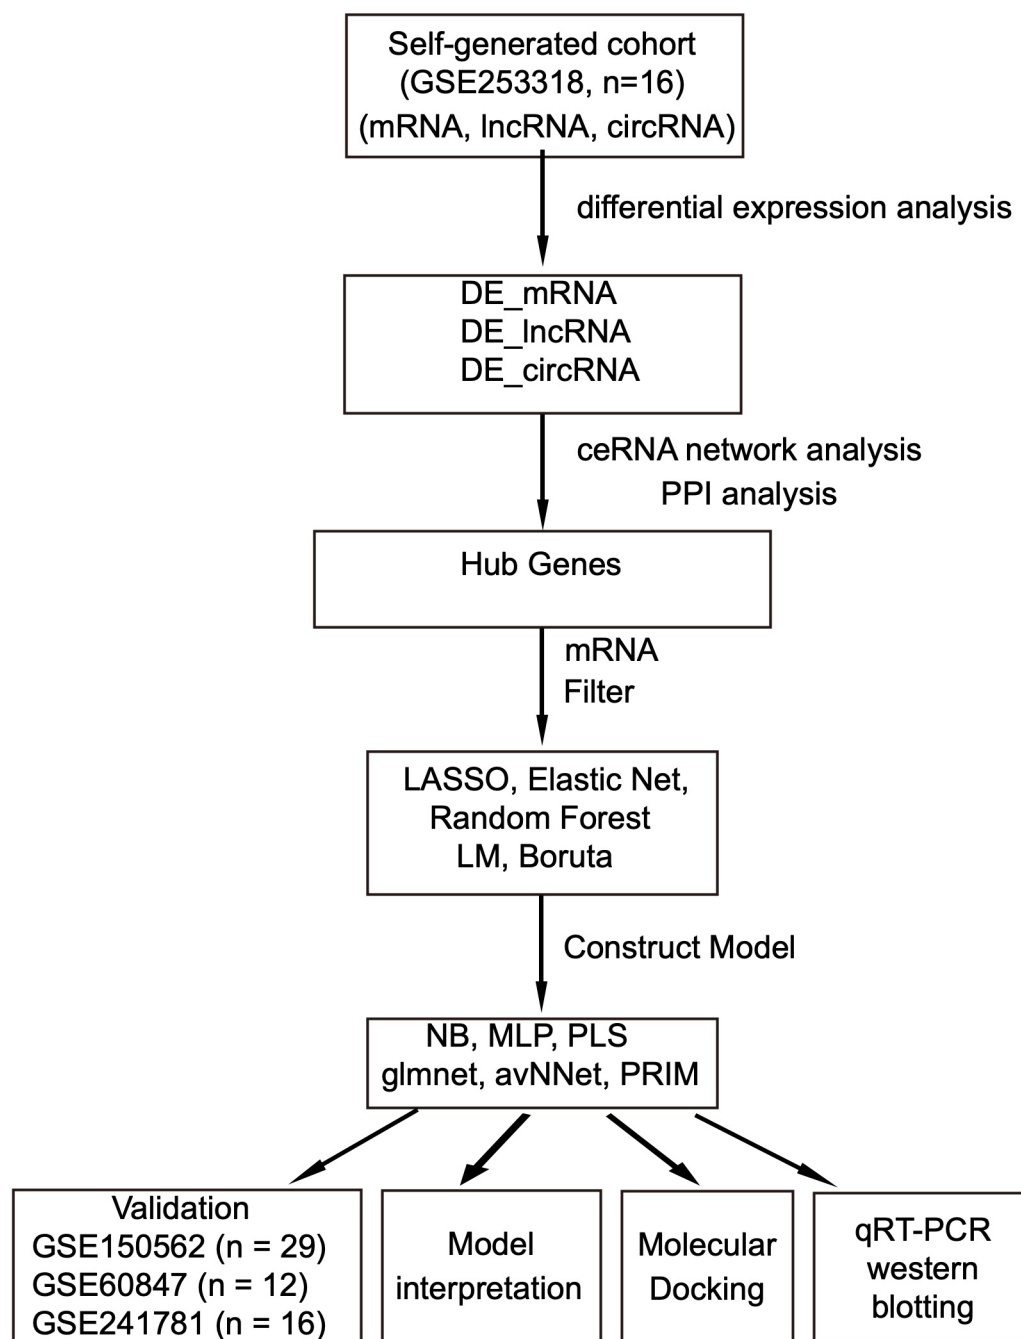 Self-generated cohort
(GSE253318, n=16)
(mRNA, lncRNA, circRNA)
differential expression analysis
DE_mRNA
DE_lncRNA
DE_circRNA
ceRNA network analysis
PPI analysis
Hub Genes
mRNA
Filter
LASSO, Elastic Net,
Random Forest
LM, Boruta
Construct Model
NB, MLP, PLS
glmnet, avNNet, PRIM
Validation
GSE150562 (n = 29)
GSE60847 (n = 12)
GSE241781 (n = 16)
Model
interpretation
Molecular
Docking
qRT-PCR
western
blotting